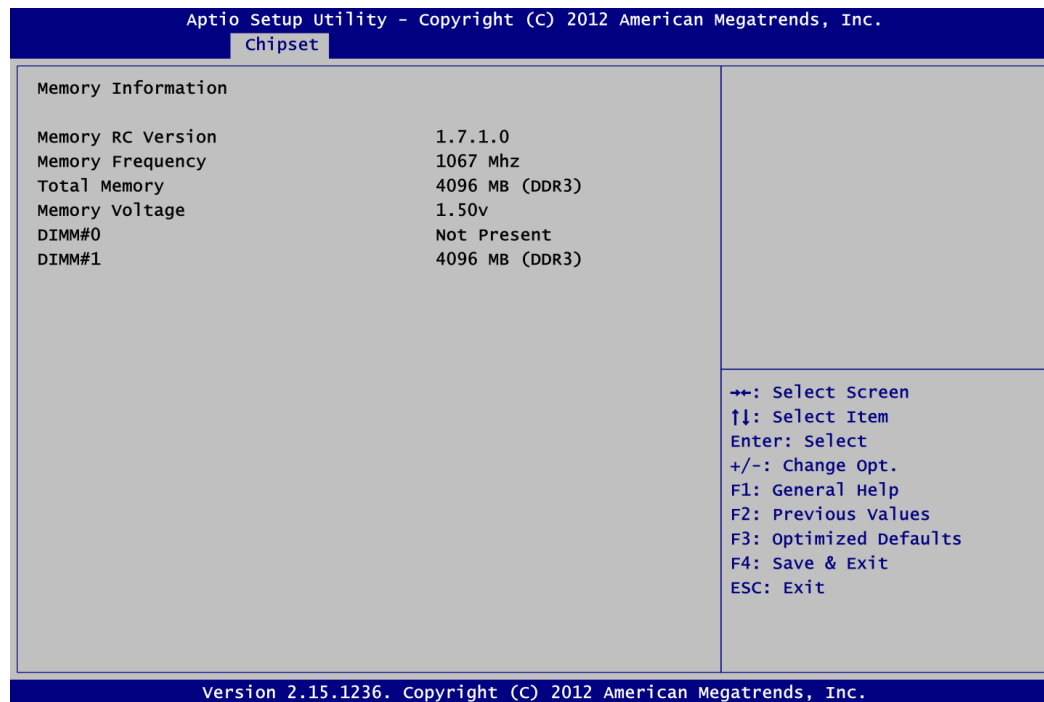 Aptio Setup Utility – Copyright (C) 2012 American Megatrends, Inc.
Chipset
Memory Information
Memory RC Version 1.7.1.0
Memory Frequency 1067 Mhz
Total Memory 4096 MB (DDR3)
Memory Voltage 1.50v
DIMM#0 Not Present
DIMM#1 4096 MB (DDR3)
→←: Select Screen
↑↓: Select Item
Enter: Select
+/-: Change Opt.
F1: General Help
F2: Previous Values
F3: Optimized Defaults
F4: Save & Exit
ESC: Exit
Version 2.15.1236. Copyright (C) 2012 American Megatrends, Inc.